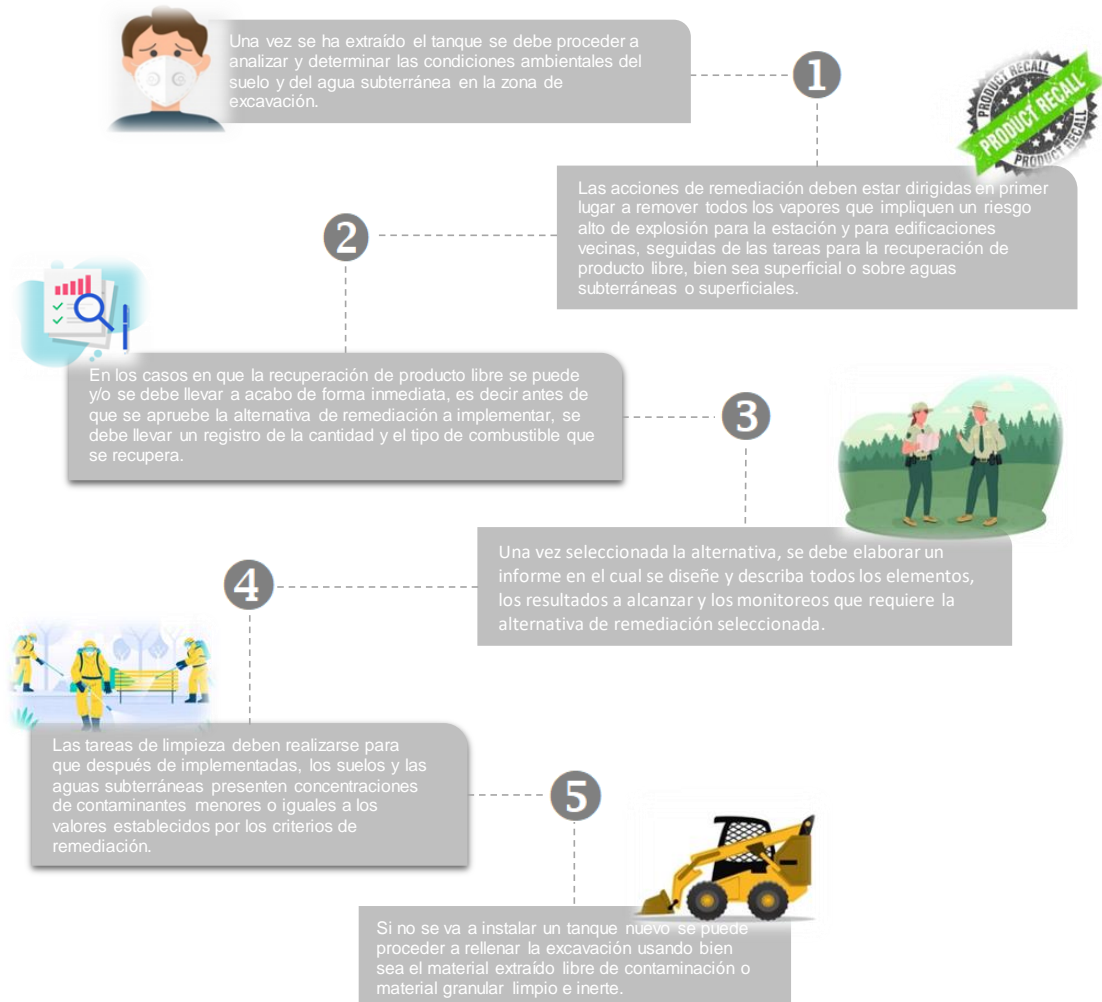 Una vez se ha extraído el tanque se debe proceder a
analizar y determinar las condiciones ambientales del
suelo y del agua subterránea en la zona de
excavación.
1
PRODUCT RECALL
PRODUCT RECALL
PRODUCT RECALL
Las acciones de remediación deben estar dirigidas en primer
lugar a remover todos los vapores que impliquen un riesgo
alto de explosión para la estación y para edificaciones
vecinas, seguidas de las tareas para la recuperación de
producto libre, bien sea superficial o sobre aguas
subterráneas o superficiales.
2
En los casos en que la recuperación de producto libre se puede
y/o se debe llevar a acabo de forma inmediata, es decir antes de
que se apruebe la alternativa de remediación a implementar, se
debe llevar un registro de la cantidad y el tipo de combustible que
se recupera.
3
Una vez seleccionada la alternativa, se debe elaborar un
informe en el cual se diseñe y describa todos los elementos,
los resultados a alcanzar y los monitoreos que requiere la
alternativa de remediación seleccionada.
4
Las tareas de limpieza deben realizarse para
que después de implementadas, los suelos y las
aguas subterráneas presenten concentraciones
de contaminantes menores o iguales a los
valores establecidos por los criterios de
remediación.
5
Si no se va a instalar un tanque nuevo se puede
proceder a rellenar la excavación usando bien
sea el material extraído libre de contaminación o
material granular limpio e inerte.